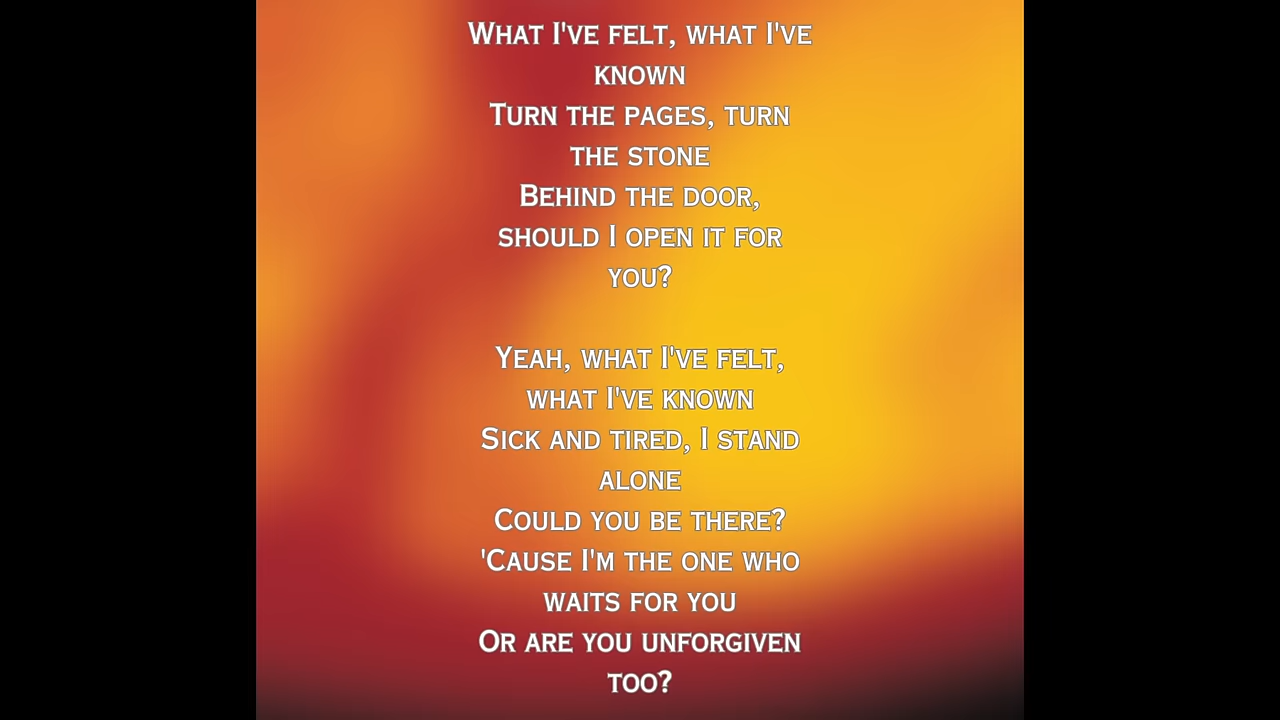 What I've felt, what I've
known
Turn the pages, turn
the stone
Behind the door,
should I open it for
you?
Yeah, what I've felt,
what I've known
Sick and tired, I stand
alone
Could you be there?
'Cause I'm the one who
waits for you
Or are you unforgiven
too?